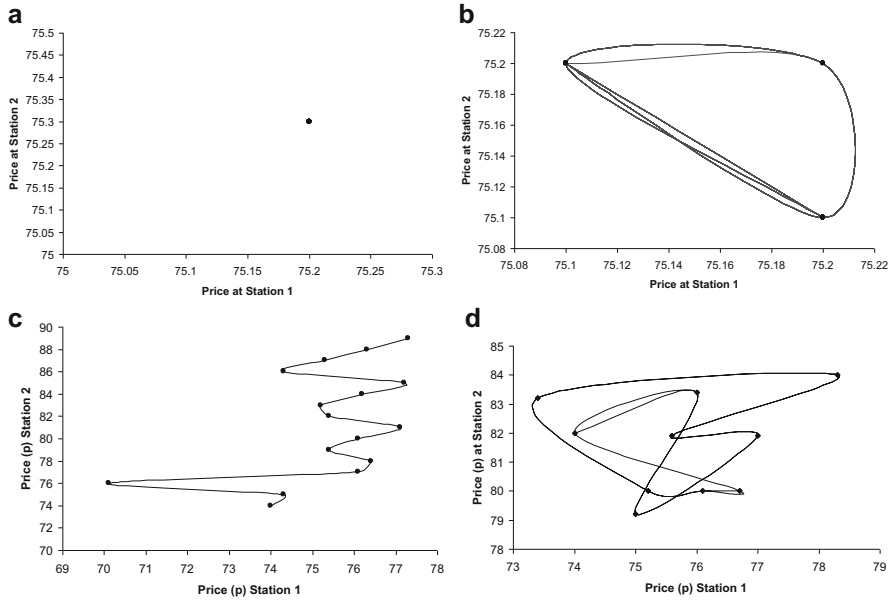 a
75.5
75.45
75.4
75.35
75.3
75.25
75.2
75.15
75.1
75.05
75
Price at Station 2
75 75.05 75.1 75.15 75.2 75.25 75.3
Price at Station 1
b
75.22
75.2
75.18
75.16
75.14
75.12
75.1
75.08
Price at Station 2
75.08 75.1 75.12 75.14 75.16 75.18 75.2 75.22
Price at Station 1
c
90
88
86
84
82
80
78
76
74
72
70
Price (p) Station 2
69 70 71 72 73 74 75 76 77 78
Price (p) Station 1
d
85
84
83
82
81
80
79
78
Price (p) at Station 2
73 74 75 76 77 78 79
Price (p) Station 1